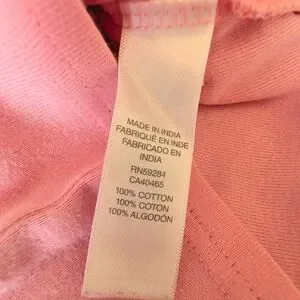 MADE IN INDIA
FABRIQUÉ EN INDE
FABRICADO EN
INDIA
RN59284
CA40465
100% COTTON
100% COTON
100% ALGODÓN